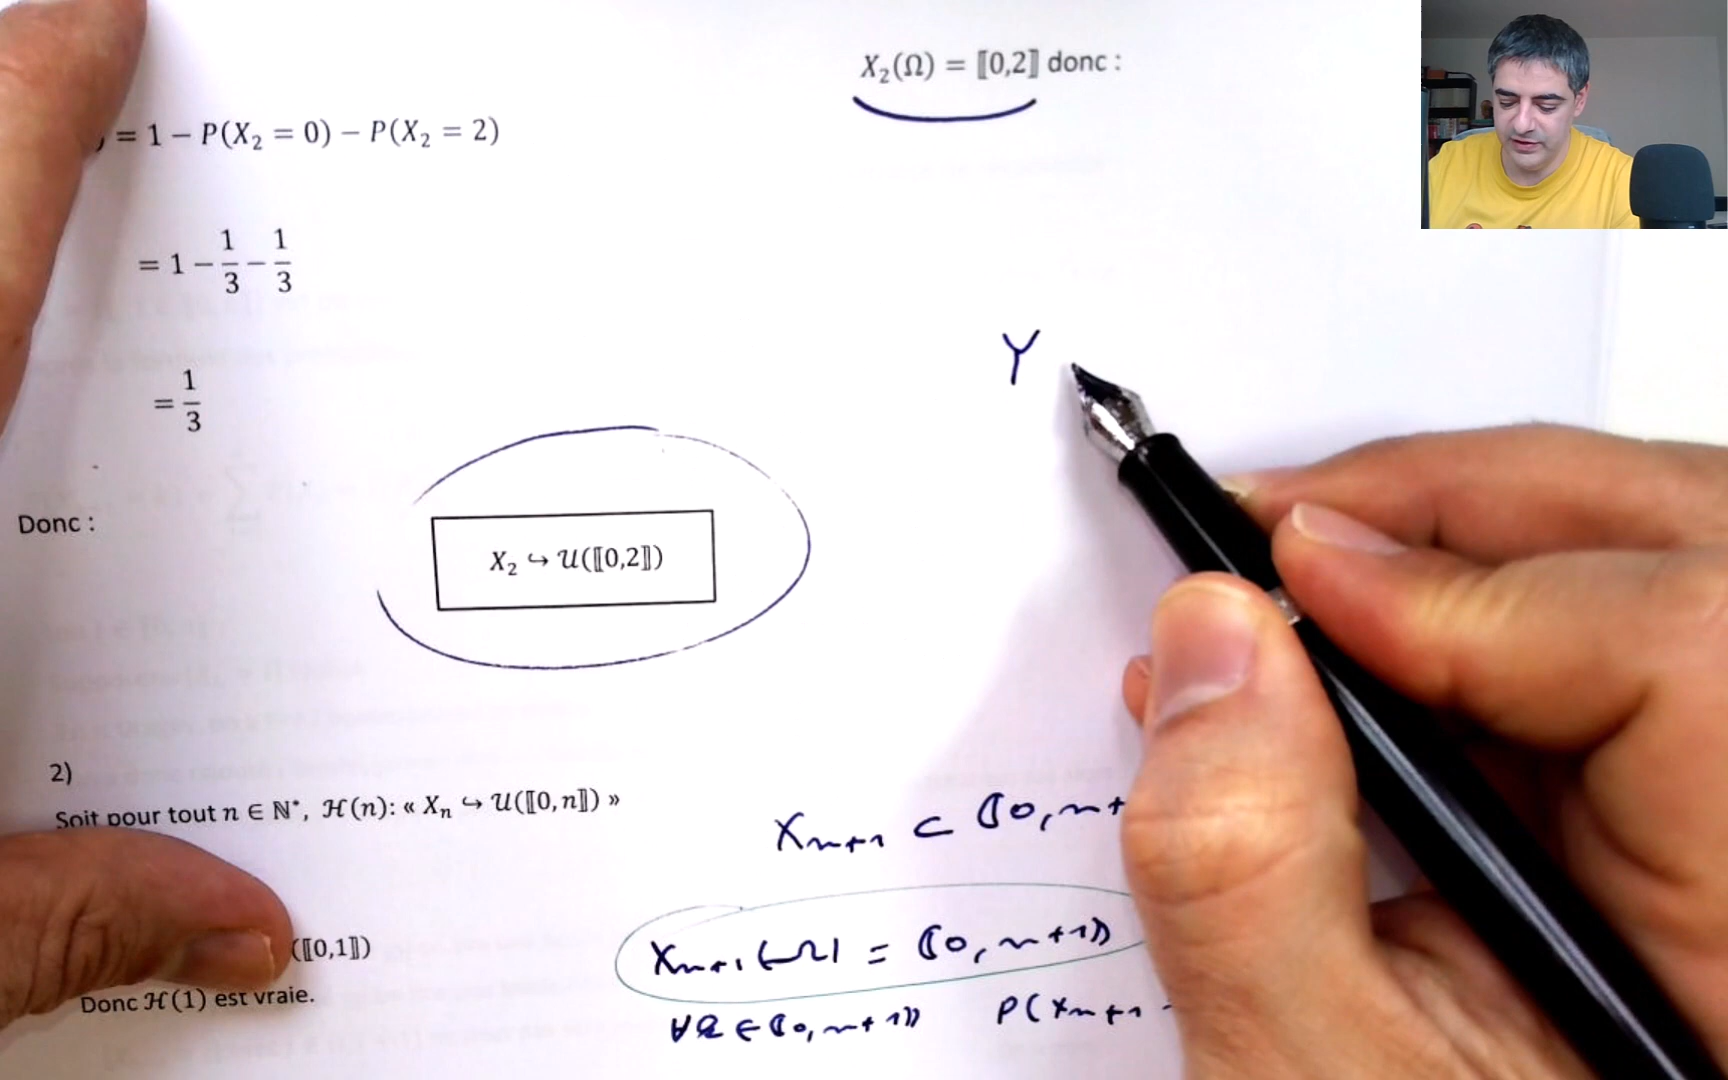 X₂(Ω) = ⟦0,2⟧ donc :
= 1 − P(X₂ = 0) − P(X₂ = 2)
= 1 − 1/3 − 1/3
= 1/3
Y
Donc :
X₂ ↪ 𝒰(⟦0,2⟧)
2)
Soit pour tout n ∈ ℕ*, ℋ(n): « Xₙ ↪ 𝒰(⟦0, n⟧) »
Xₙ₊₁ ⊂ ⟦0, n+
(⟦0,1⟧)
Xₙ₊₁(Ω) = ⟦0, n+1⟧
Donc ℋ(1) est vraie.
∀k ∈ ⟦0, n+1⟧ P(Xₙ₊₁